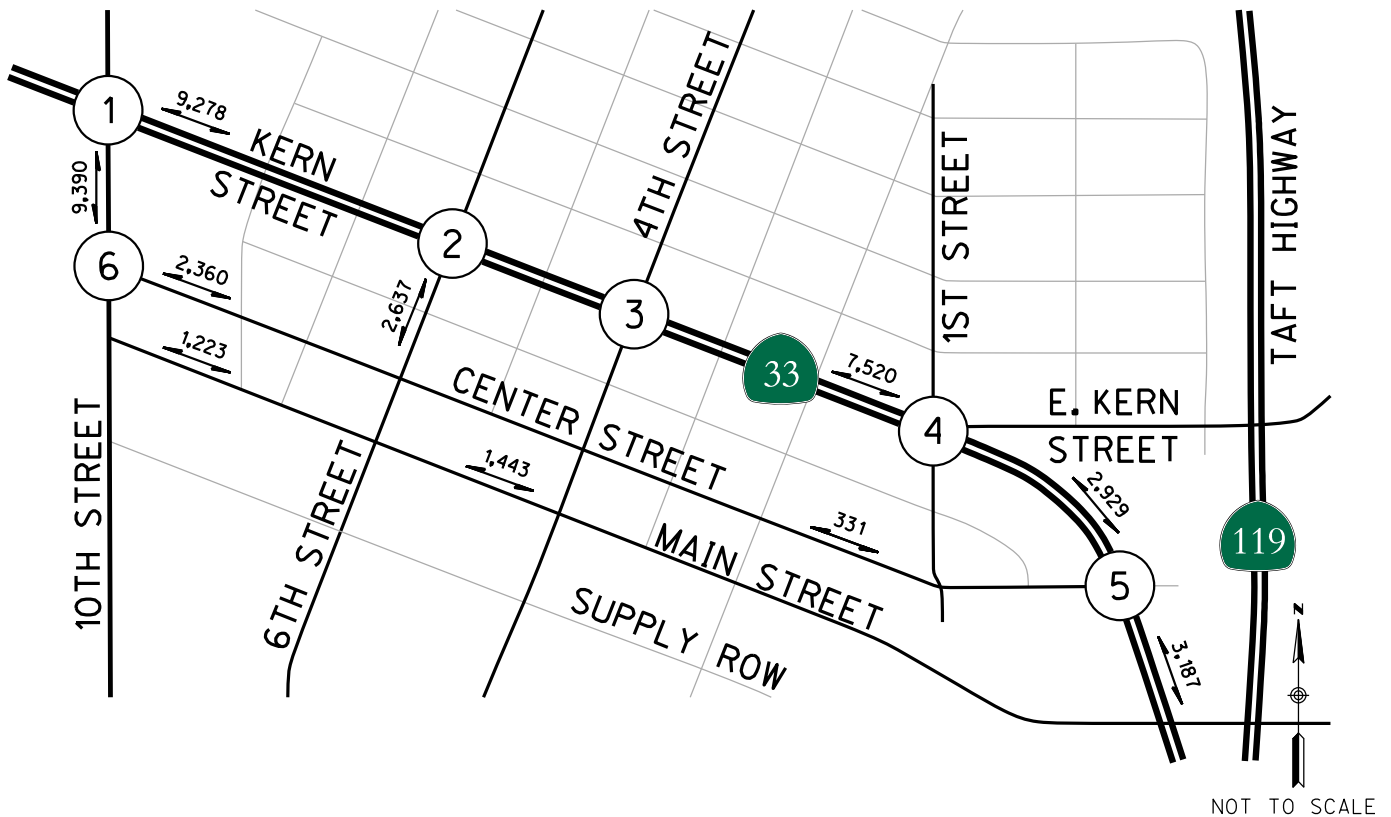 1
9,278
KERN
STREET
9,390
2
6
2,360
2,637
4TH STREET
3
1,223
33
7,520
1ST STREET
TAFT HIGHWAY
4
E. KERN
STREET
CENTER STREET
10TH STREET
6TH STREET
1,443
331
2,929
119
MAIN STREET
5
SUPPLY ROW
3,187
N
NOT TO SCALE